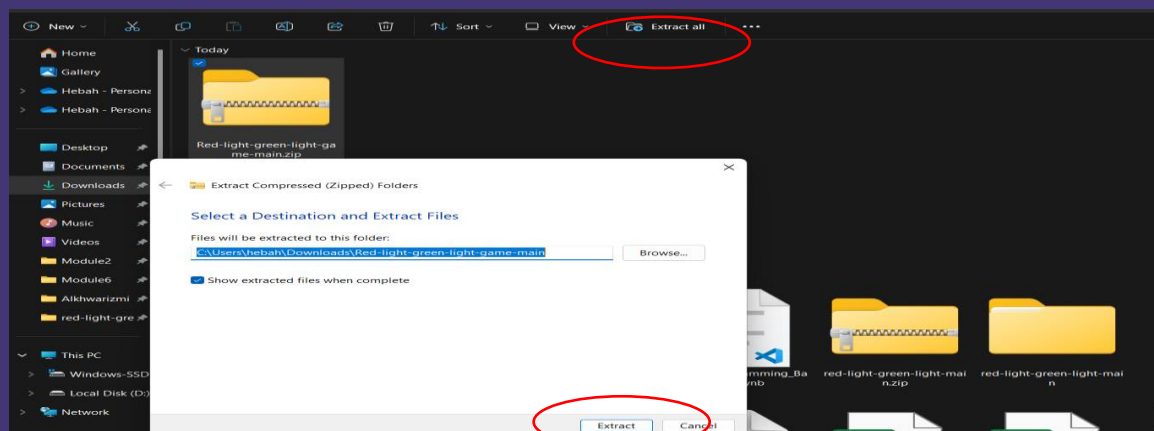 New
Sort
View
Extract all
Home
Gallery
Hebah - Persona
Hebah - Persona
Desktop
Documents
Downloads
Pictures
Music
Videos
Module2
Module6
Alkhwarizmi
red-light-gre
This PC
Windows-SSD
Local Disk (D:)
Network
Today
Red-light-green-light-ga
me-main.zip
Extract Compressed (Zipped) Folders
Select a Destination and Extract Files
Files will be extracted to this folder:
C:\Users\hebah\Downloads\Red-light-green-light-game-main
Browse...
Show extracted files when complete
Extract
Cancel
mming_Ba
nb
red-light-green-light-mai
n.zip
red-light-green-light-mai
n